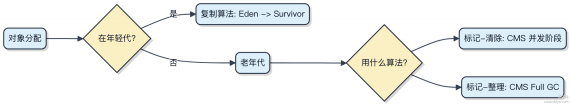 对象分配
在年轻代?
是
复制算法: Eden -> Survivor
否
老年代
用什么算法?
标记-清除: CMS 并发阶段
标记-整理: CMS Full GC